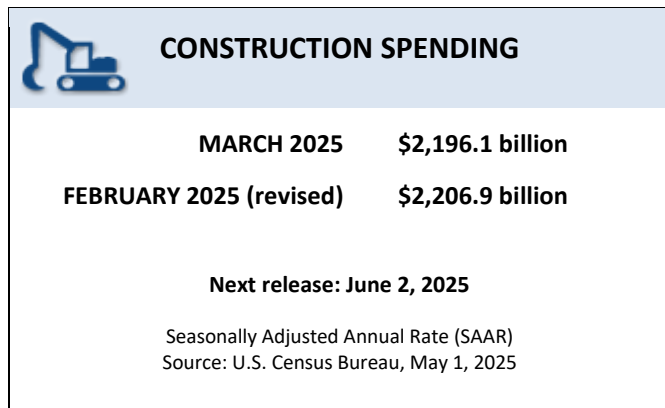 CONSTRUCTION SPENDING
MARCH 2025 $2,196.1 billion
FEBRUARY 2025 (revised) $2,206.9 billion
Next release: June 2, 2025
Seasonally Adjusted Annual Rate (SAAR)
Source: U.S. Census Bureau, May 1, 2025